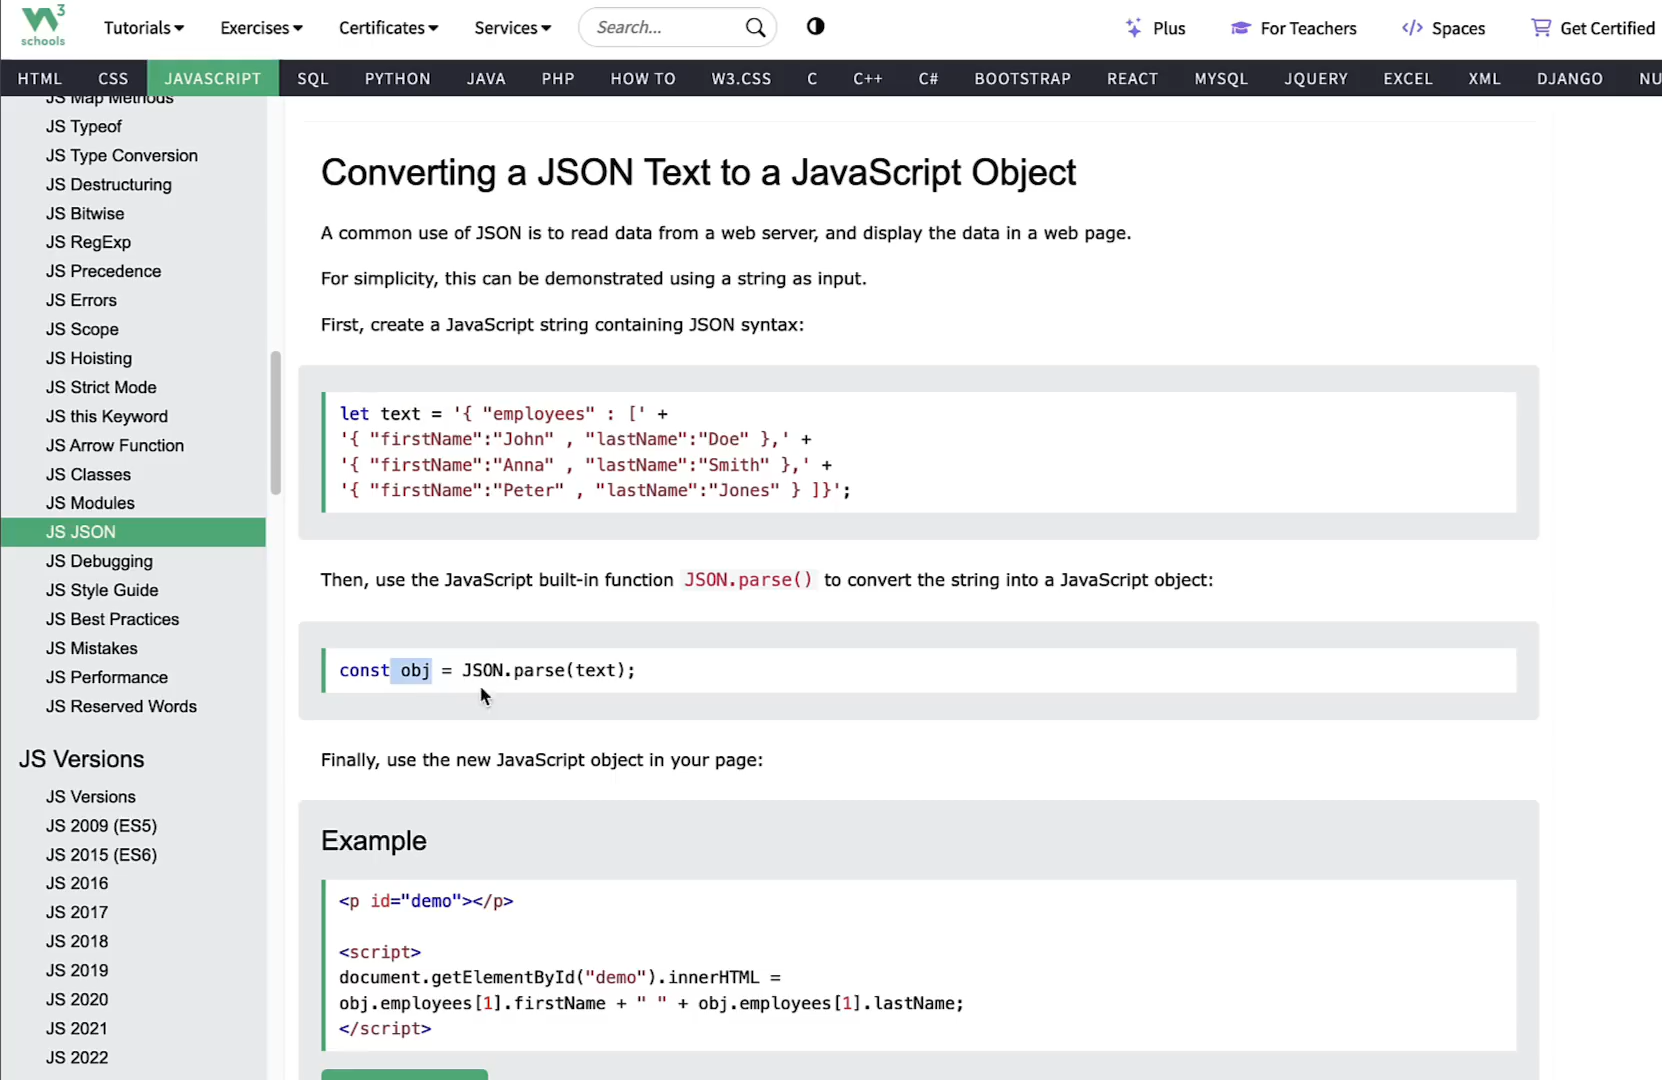 W3
schools
Tutorials
Exercises
Certificates
Services
Search...
Plus
For Teachers
Spaces
Get Certified
HTML
CSS
JAVASCRIPT
SQL
PYTHON
JAVA
PHP
HOW TO
W3.CSS
C
C++
C#
BOOTSTRAP
REACT
MYSQL
JQUERY
EXCEL
XML
DJANGO
NU
JS Map Methods
JS Typeof
JS Type Conversion
JS Destructuring
JS Bitwise
JS RegExp
JS Precedence
JS Errors
JS Scope
JS Hoisting
JS Strict Mode
JS this Keyword
JS Arrow Function
JS Classes
JS Modules
JS JSON
JS Debugging
JS Style Guide
JS Best Practices
JS Mistakes
JS Performance
JS Reserved Words
JS Versions
JS Versions
JS 2009 (ES5)
JS 2015 (ES6)
JS 2016
JS 2017
JS 2018
JS 2019
JS 2020
JS 2021
JS 2022
Converting a JSON Text to a JavaScript Object
A common use of JSON is to read data from a web server, and display the data in a web page.
For simplicity, this can be demonstrated using a string as input.
First, create a JavaScript string containing JSON syntax:
let text = '{ "employees" : [' +
'{ "firstName":"John" , "lastName":"Doe" },' +
'{ "firstName":"Anna" , "lastName":"Smith" },' +
'{ "firstName":"Peter" , "lastName":"Jones" } ]}';
Then, use the JavaScript built-in function JSON.parse() to convert the string into a JavaScript object:
const obj = JSON.parse(text);
Finally, use the new JavaScript object in your page:
Example
<p id="demo"></p>
<script>
document.getElementById("demo").innerHTML =
obj.employees[1].firstName + " " + obj.employees[1].lastName;
</script>